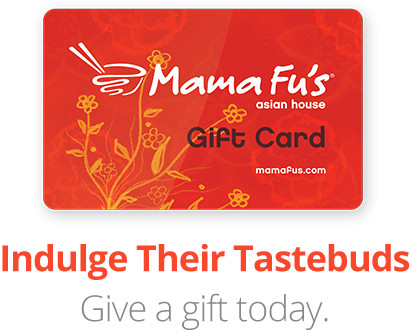 Mama Fu's®
asian house
Gift Card
mamaFus.com
Indulge Their Tastebuds
Give a gift today.